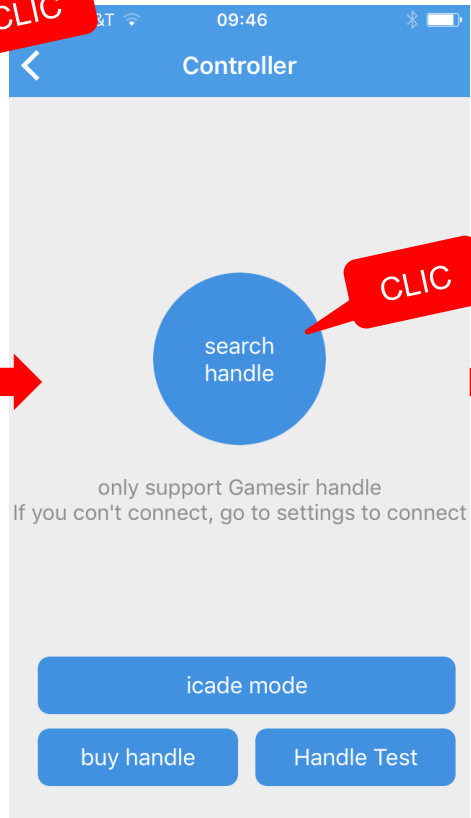 CLIC
&T 09:46
Controller
CLIC
search
handle
only support Gamesir handle
If you con't connect, go to settings to connect
icade mode
buy handle
Handle Test